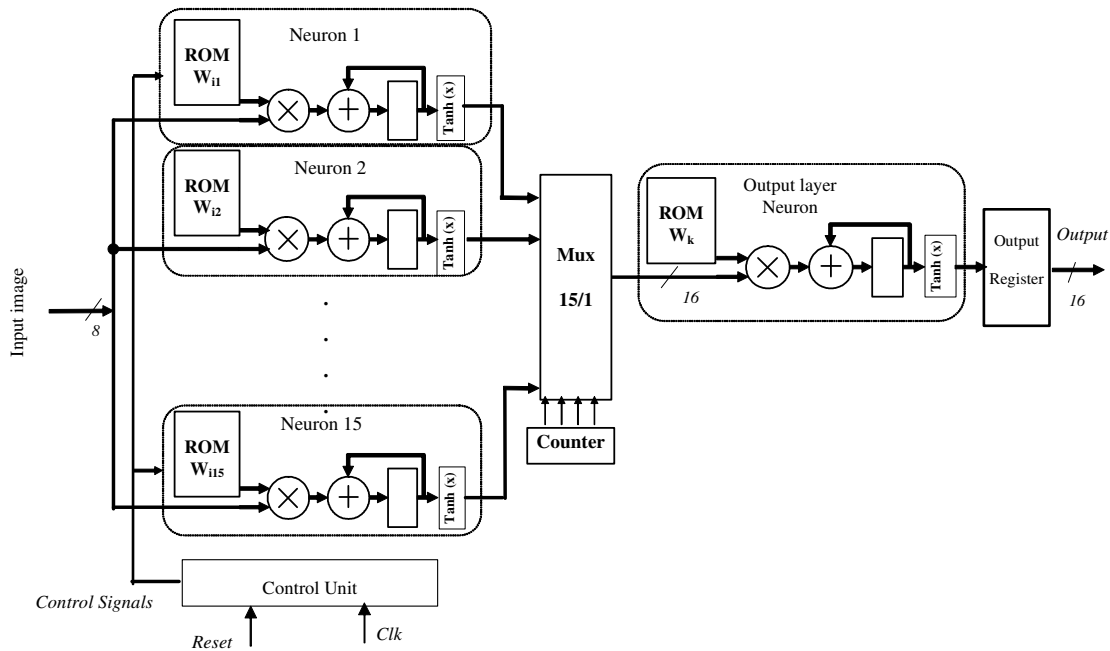 Neuron 1
ROM
Wi1
Tanh (x)
Neuron 2
ROM
Wi2
Tanh (x)
Neuron 15
ROM
Wi15
Tanh (x)
Input image
8
Mux
15/1
Counter
16
Output layer
Neuron
ROM
Wk
Tanh (x)
Output
Register
Output
16
Control Unit
Control Signals
Reset
Clk